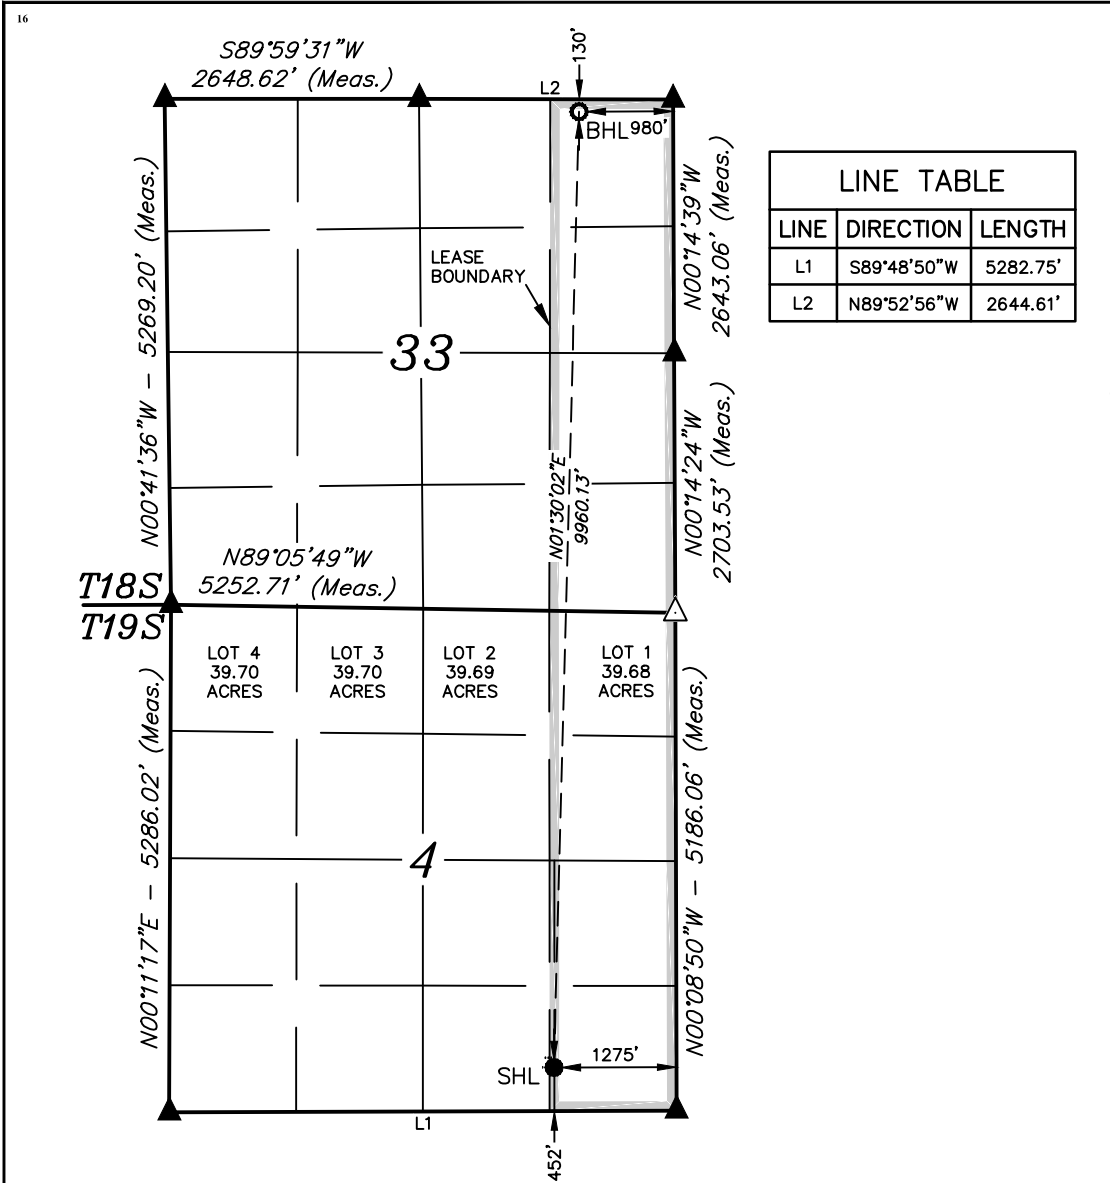 16
S89°59'31"W
2648.62' (Meas.)
130'
L2
BHL
980'
N00°41'36"W – 5269.20' (Meas.)
N00°14'39"W
2643.06' (Meas.)
LINE TABLE
LINE DIRECTION LENGTH
L1 S89°48'50"W 5282.75'
L2 N89°52'56"W 2644.61'
LEASE
BOUNDARY
33
N01°30'02"E
9960.13'
N00°14'24"W
2703.53' (Meas.)
N89°05'49"W
5252.71' (Meas.)
T18S
T19S
LOT 4
39.70
ACRES
LOT 3
39.70
ACRES
LOT 2
39.69
ACRES
LOT 1
39.68
ACRES
N00°11'17"E – 5286.02' (Meas.)
N00°08'50"W – 5186.06' (Meas.)
4
SHL
1275'
L1
452'